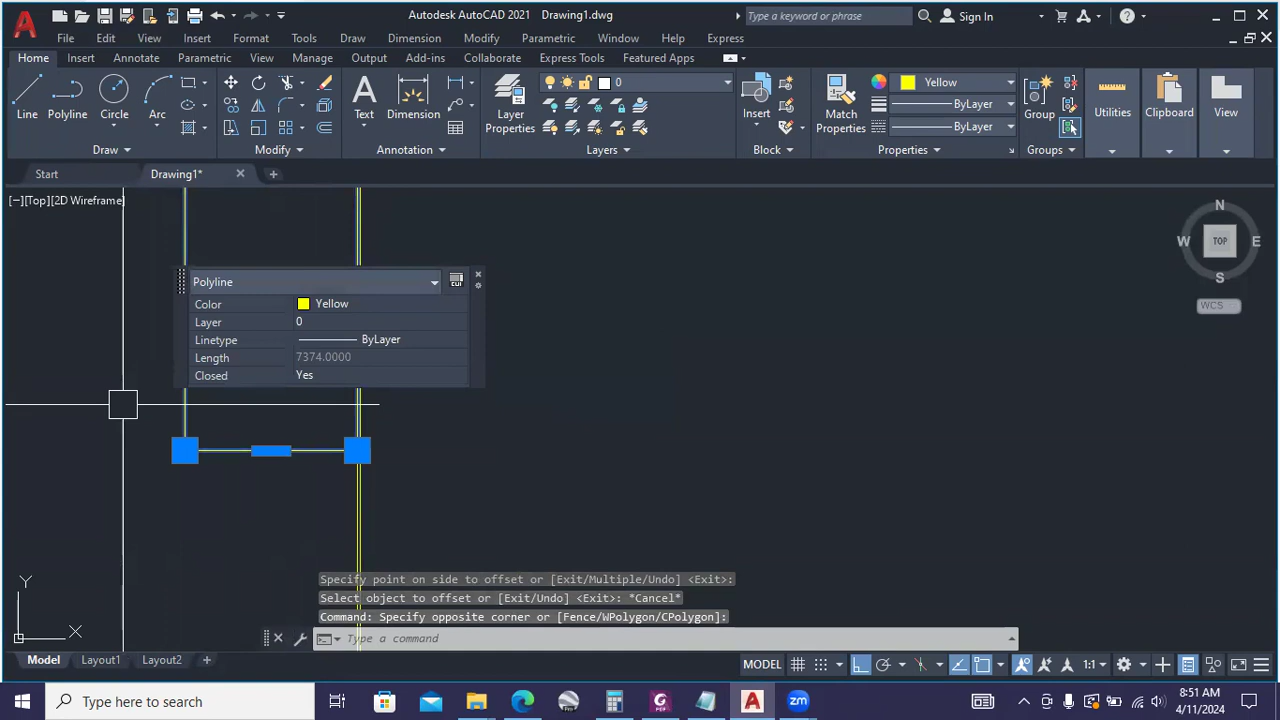 Autodesk AutoCAD 2021 Drawing1.dwg
Type a keyword or phrase
Sign In
File Edit View Insert Format Tools Draw Dimension Modify Parametric Window Help Express
Home Insert Annotate Parametric View Manage Output Add-ins Collaborate Express Tools Featured Apps
0
Yellow
ByLayer
ByLayer
Line Polyline Circle Arc
Text Dimension
Layer
Properties
Insert
Match
Properties
Group
Utilities Clipboard View
Draw Modify Annotation Layers Block Properties Groups
Start Drawing1*
[−][Top][2D Wireframe]
N
W TOP E
S
WCS
Polyline
Color Yellow
Layer 0
Linetype ByLayer
Length 7374.0000
Closed Yes
Y
X
Specify point on side to offset or [Exit/Multiple/Undo] <Exit>:
Select object to offset or [Exit/Undo] <Exit>: *Cancel*
Command: Specify opposite corner or [Fence/WPolygon/CPolygon]:
Type a command
Model Layout1 Layout2 +
MODEL 1:1
Type here to search
8:51 AM
4/11/2024